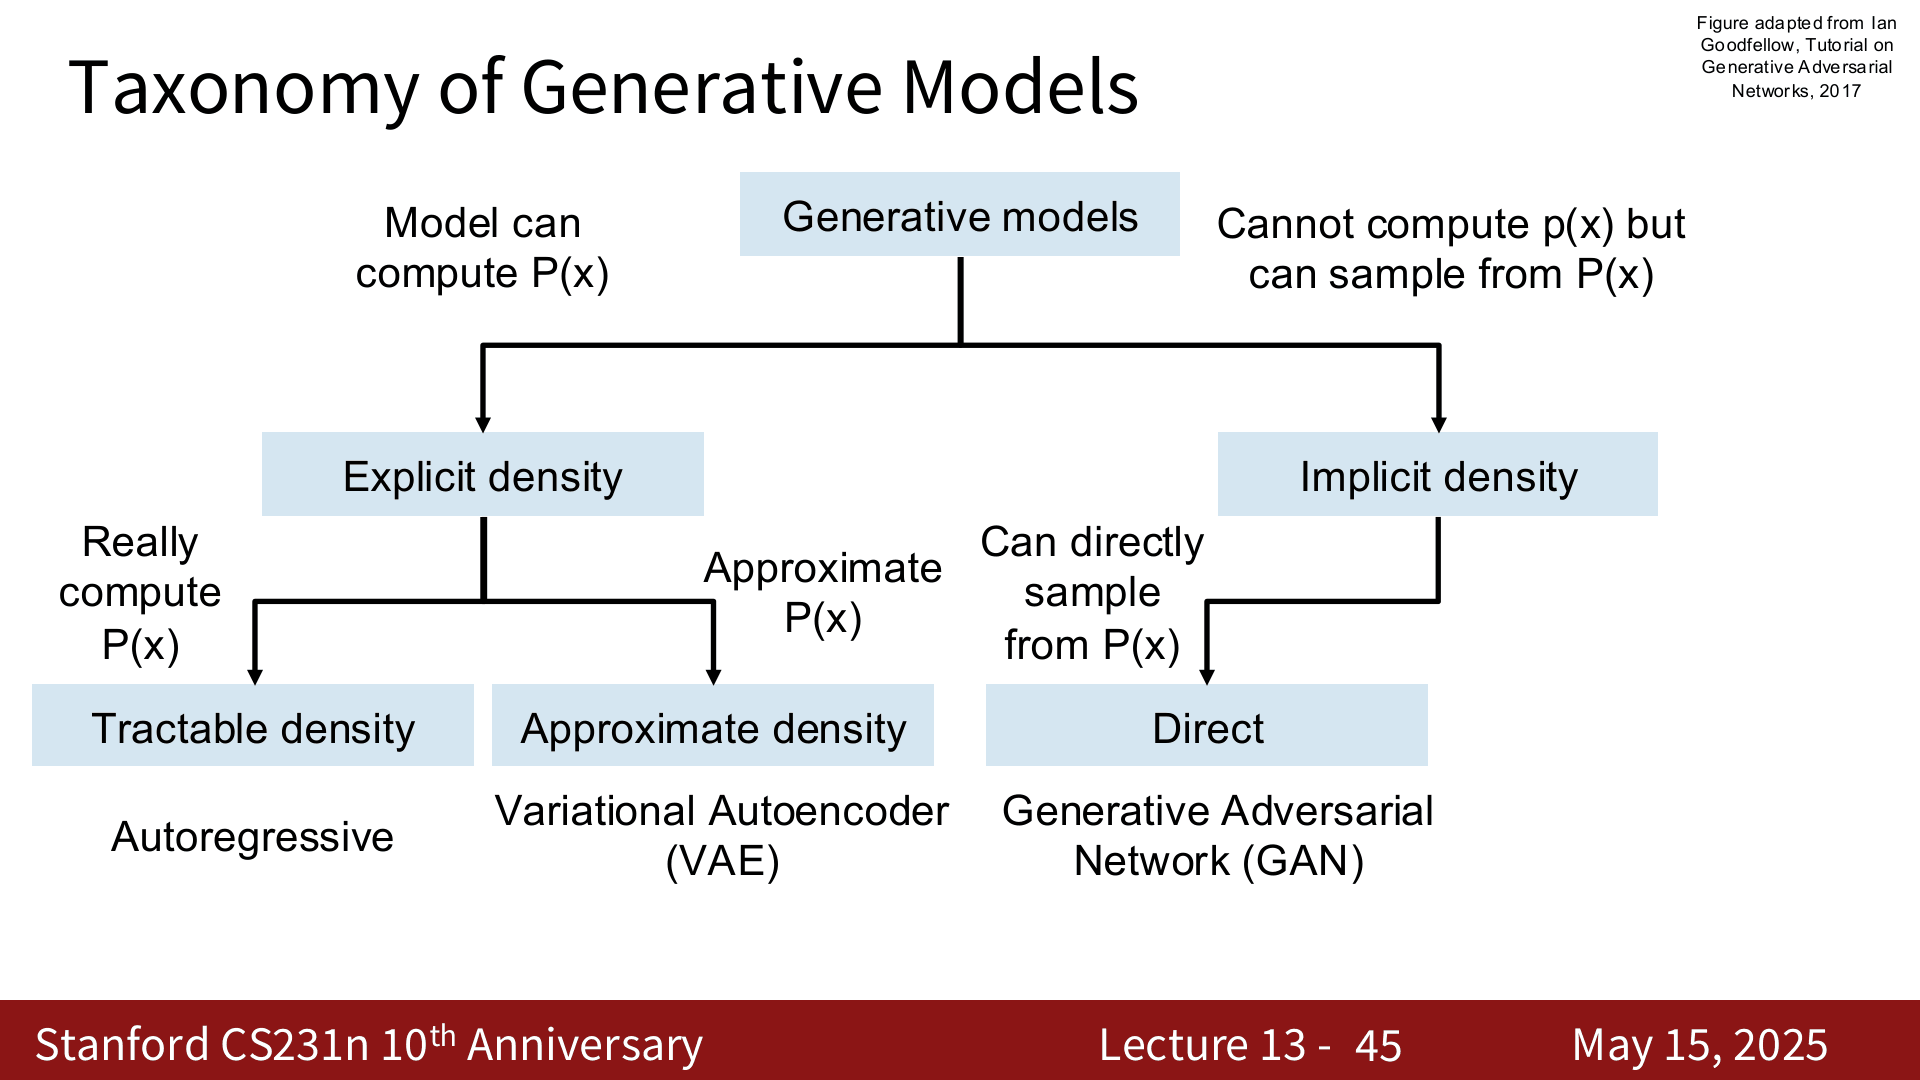 Figure adapted from Ian
Goodfellow, Tutorial on
Generative Adversarial
Networks, 2017
Taxonomy of Generative Models
Model can
compute P(x)
Generative models
Cannot compute p(x) but
can sample from P(x)
Explicit density
Implicit density
Really
compute
P(x)
Approximate
P(x)
Can directly
sample
from P(x)
Tractable density
Approximate density
Direct
Autoregressive
Variational Autoencoder
(VAE)
Generative Adversarial
Network (GAN)
Stanford CS231n 10th Anniversary
Lecture 13 - 45
May 15, 2025